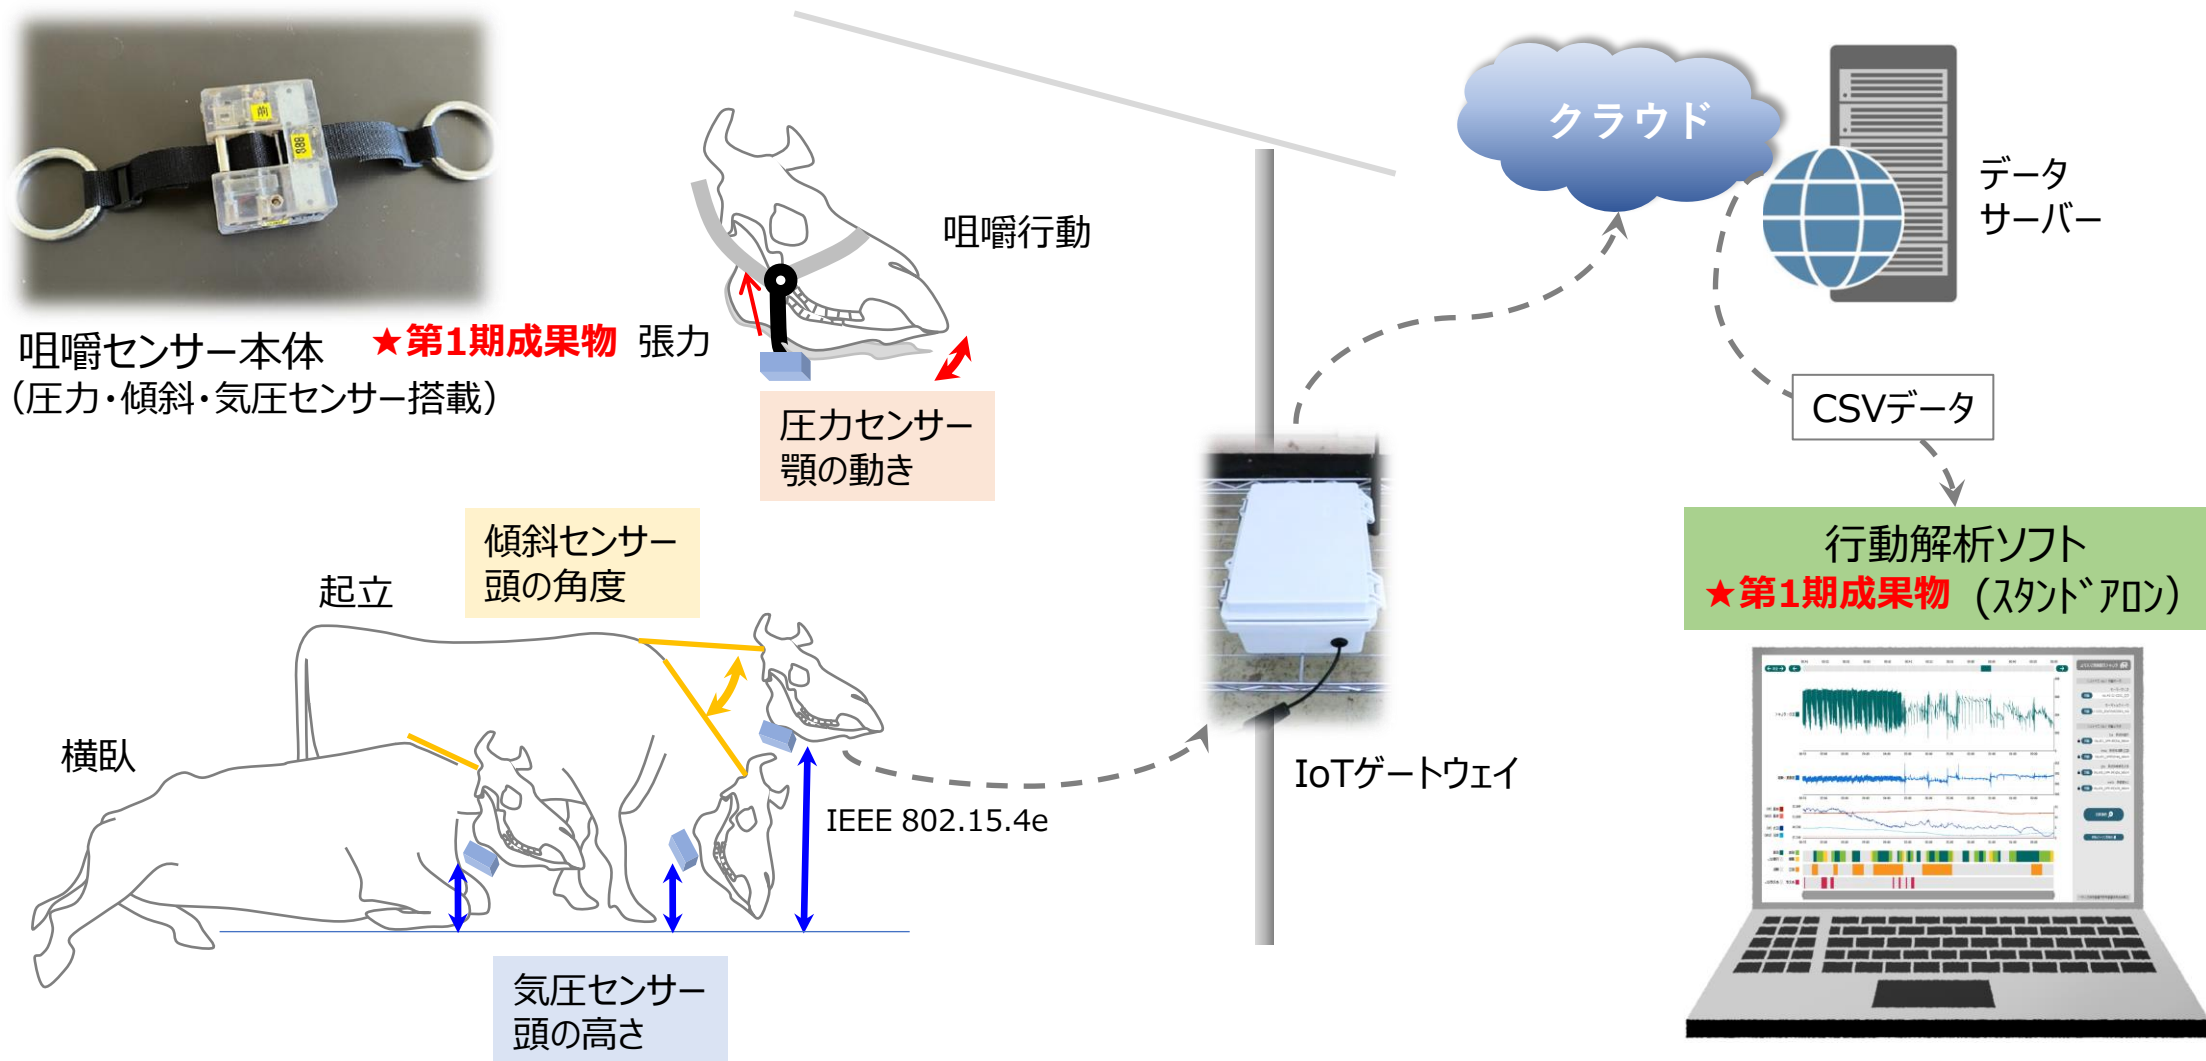 咀嚼センサー本体
(圧力・傾斜・気圧センサー搭載)
★第1期成果物
張力
咀嚼行動
圧力センサー
顎の動き
傾斜センサー
頭の角度
起立
横臥
気圧センサー
頭の高さ
IEEE 802.15.4e
IoTゲートウェイ
クラウド
データ
サーバー
CSVデータ
行動解析ソフト
★第1期成果物 (ｽﾀﾝﾄﾞｱﾛﾝ)